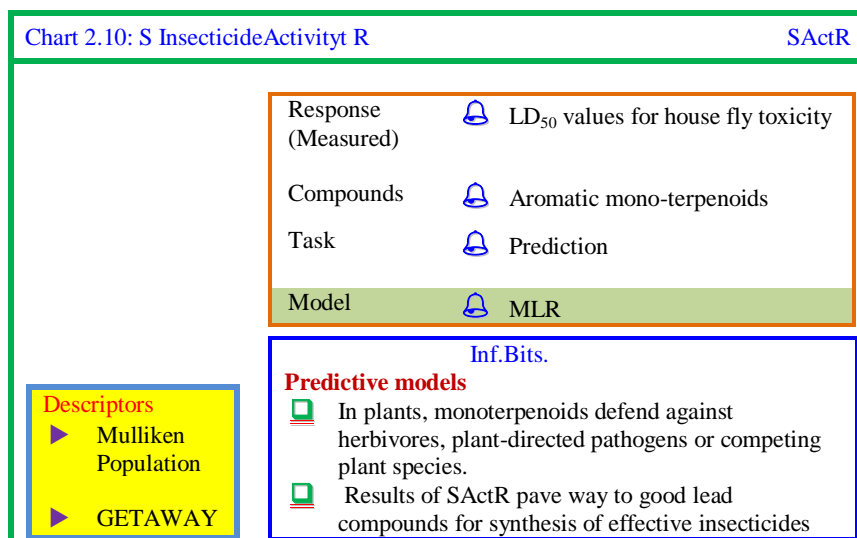 Chart 2.10: S InsecticideActivityt R SActR
Response LD50 values for house fly toxicity
(Measured)
Compounds Aromatic mono-terpenoids
Task Prediction
Model MLR
Inf.Bits.
Predictive models
In plants, monoterpenoids defend against
herbivores, plant-directed pathogens or competing
plant species.
Results of SActR pave way to good lead
compounds for synthesis of effective insecticides
Descriptors
Mulliken
Population
GETAWAY